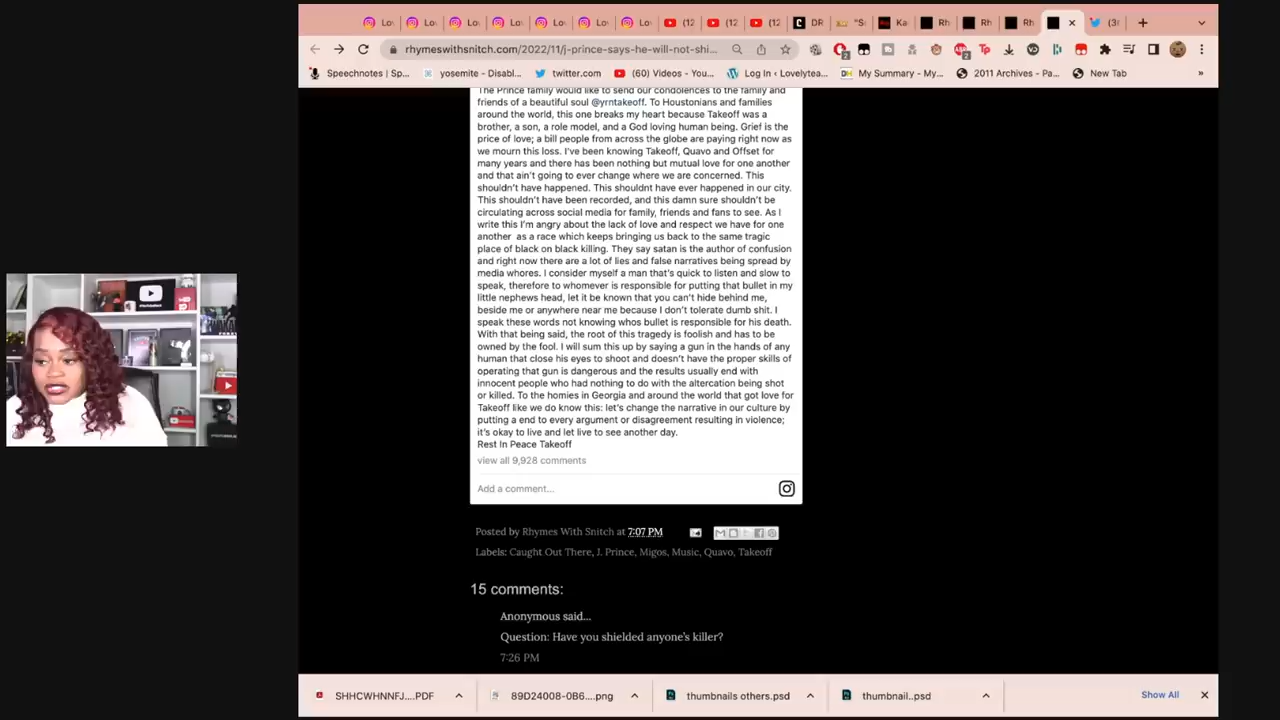 Lo
Lo
Lo
Lo
Lo
Lo
Lo
(12
(12
(12
DR
"S
Ka
Rh
Rh
Rh
(3
rhymeswithsnitch.com/2022/11/j-prince-says-he-will-not-shi...
Speechnotes | Sp...
yosemite - Disabl...
twitter.com
(60) Videos - You...
Log In ‹ Lovelytea...
My Summary - My...
2011 Archives - Pa...
New Tab
»
The Prince family would like to send our condolences to the family and
friends of a beautiful soul @yrntakeoff. To Houstonians and families
around the world, this one breaks my heart because Takeoff was a
brother, a son, a role model, and a God loving human being. Grief is the
price of love; a bill people from across the globe are paying right now as
we mourn this loss. I've been knowing Takeoff, Quavo and Offset for
many years and there has been nothing but mutual love for one another
and that ain't going to ever change where we are concerned. This
shouldn't have happened. This shouldnt have ever happened in our city.
This shouldn't have been recorded, and this damn sure shouldn't be
circulating across social media for family, friends and fans to see. As I
write this I'm angry about the lack of love and respect we have for one
another as a race which keeps bringing us back to the same tragic
place of black on black killing. They say satan is the author of confusion
and right now there are a lot of lies and false narratives being spread by
media whores. I consider myself a man that's quick to listen and slow to
speak, therefore to whomever is responsible for putting that bullet in my
little nephews head, let it be known that you can't hide behind me,
beside me or anywhere near me because I don't tolerate dumb shit. I
speak these words not knowing whos bullet is responsible for his death.
With that being said, the root of this tragedy is foolish and has to be
owned by the fool. I will sum this up by saying a gun in the hands of any
human that close his eyes to shoot and doesn't have the proper skills of
operating that gun is dangerous and the results usually end with
innocent people who had nothing to do with the altercation being shot
or killed. To the homies in Georgia and around the world that got love for
Takeoff like we do know this: let's change the narrative in our culture by
putting a end to every argument or disagreement resulting in violence;
it's okay to live and let live to see another day.
Rest In Peace Takeoff
view all 9,928 comments
Add a comment...
Posted by Rhymes With Snitch at 7:07 PM
Labels: Caught Out There, J. Prince, Migos, Music, Quavo, Takeoff
15 comments:
Anonymous said...
Question: Have you shielded anyone's killer?
7:26 PM
SHHCWHNNFJ....PDF
89D24008-0B6....png
thumbnails others.psd
thumbnail..psd
Show All